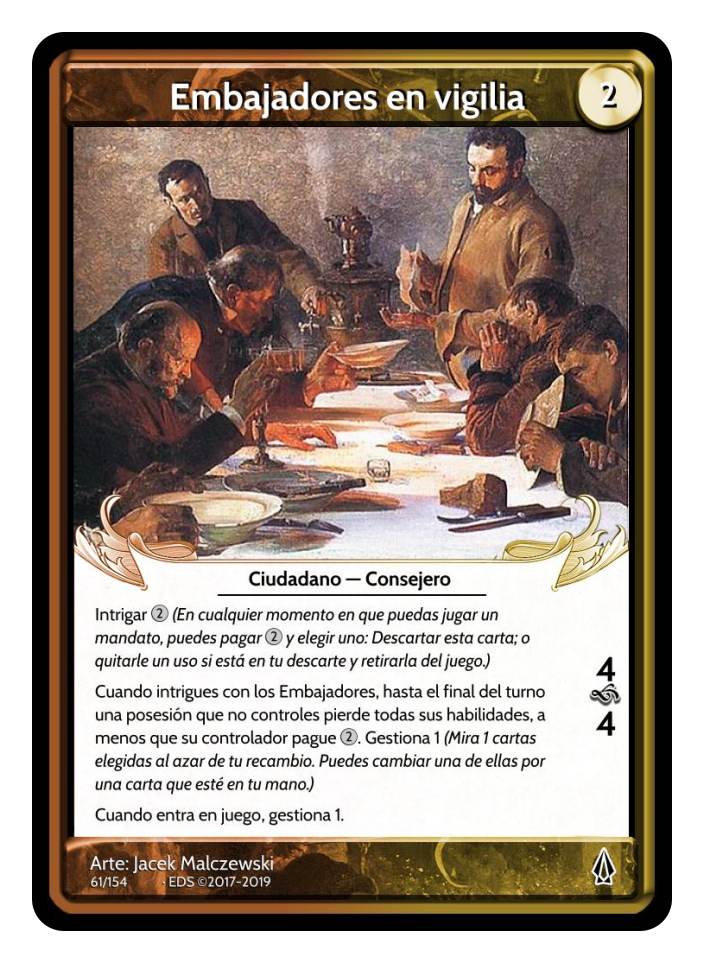 Embajadores en vigilia
2
Ciudadano — Consejero
Intrigar 2 (En cualquier momento en que puedas jugar un
mandato, puedes pagar 2 y elegir uno: Descartar esta carta; o
quitarle un uso si está en tu descarte y retirarla del juego.)
Cuando intrigues con los Embajadores, hasta el final del turno
una posesión que no controles pierde todas sus habilidades, a
menos que su controlador pague 2. Gestiona 1 (Mira 1 cartas
elegidas al azar de tu recambio. Puedes cambiar una de ellas por
una carta que esté en tu mano.)
Cuando entra en juego, gestiona 1.
4
4
Arte: Jacek Malczewski
61/154 · EDS ©2017-2019